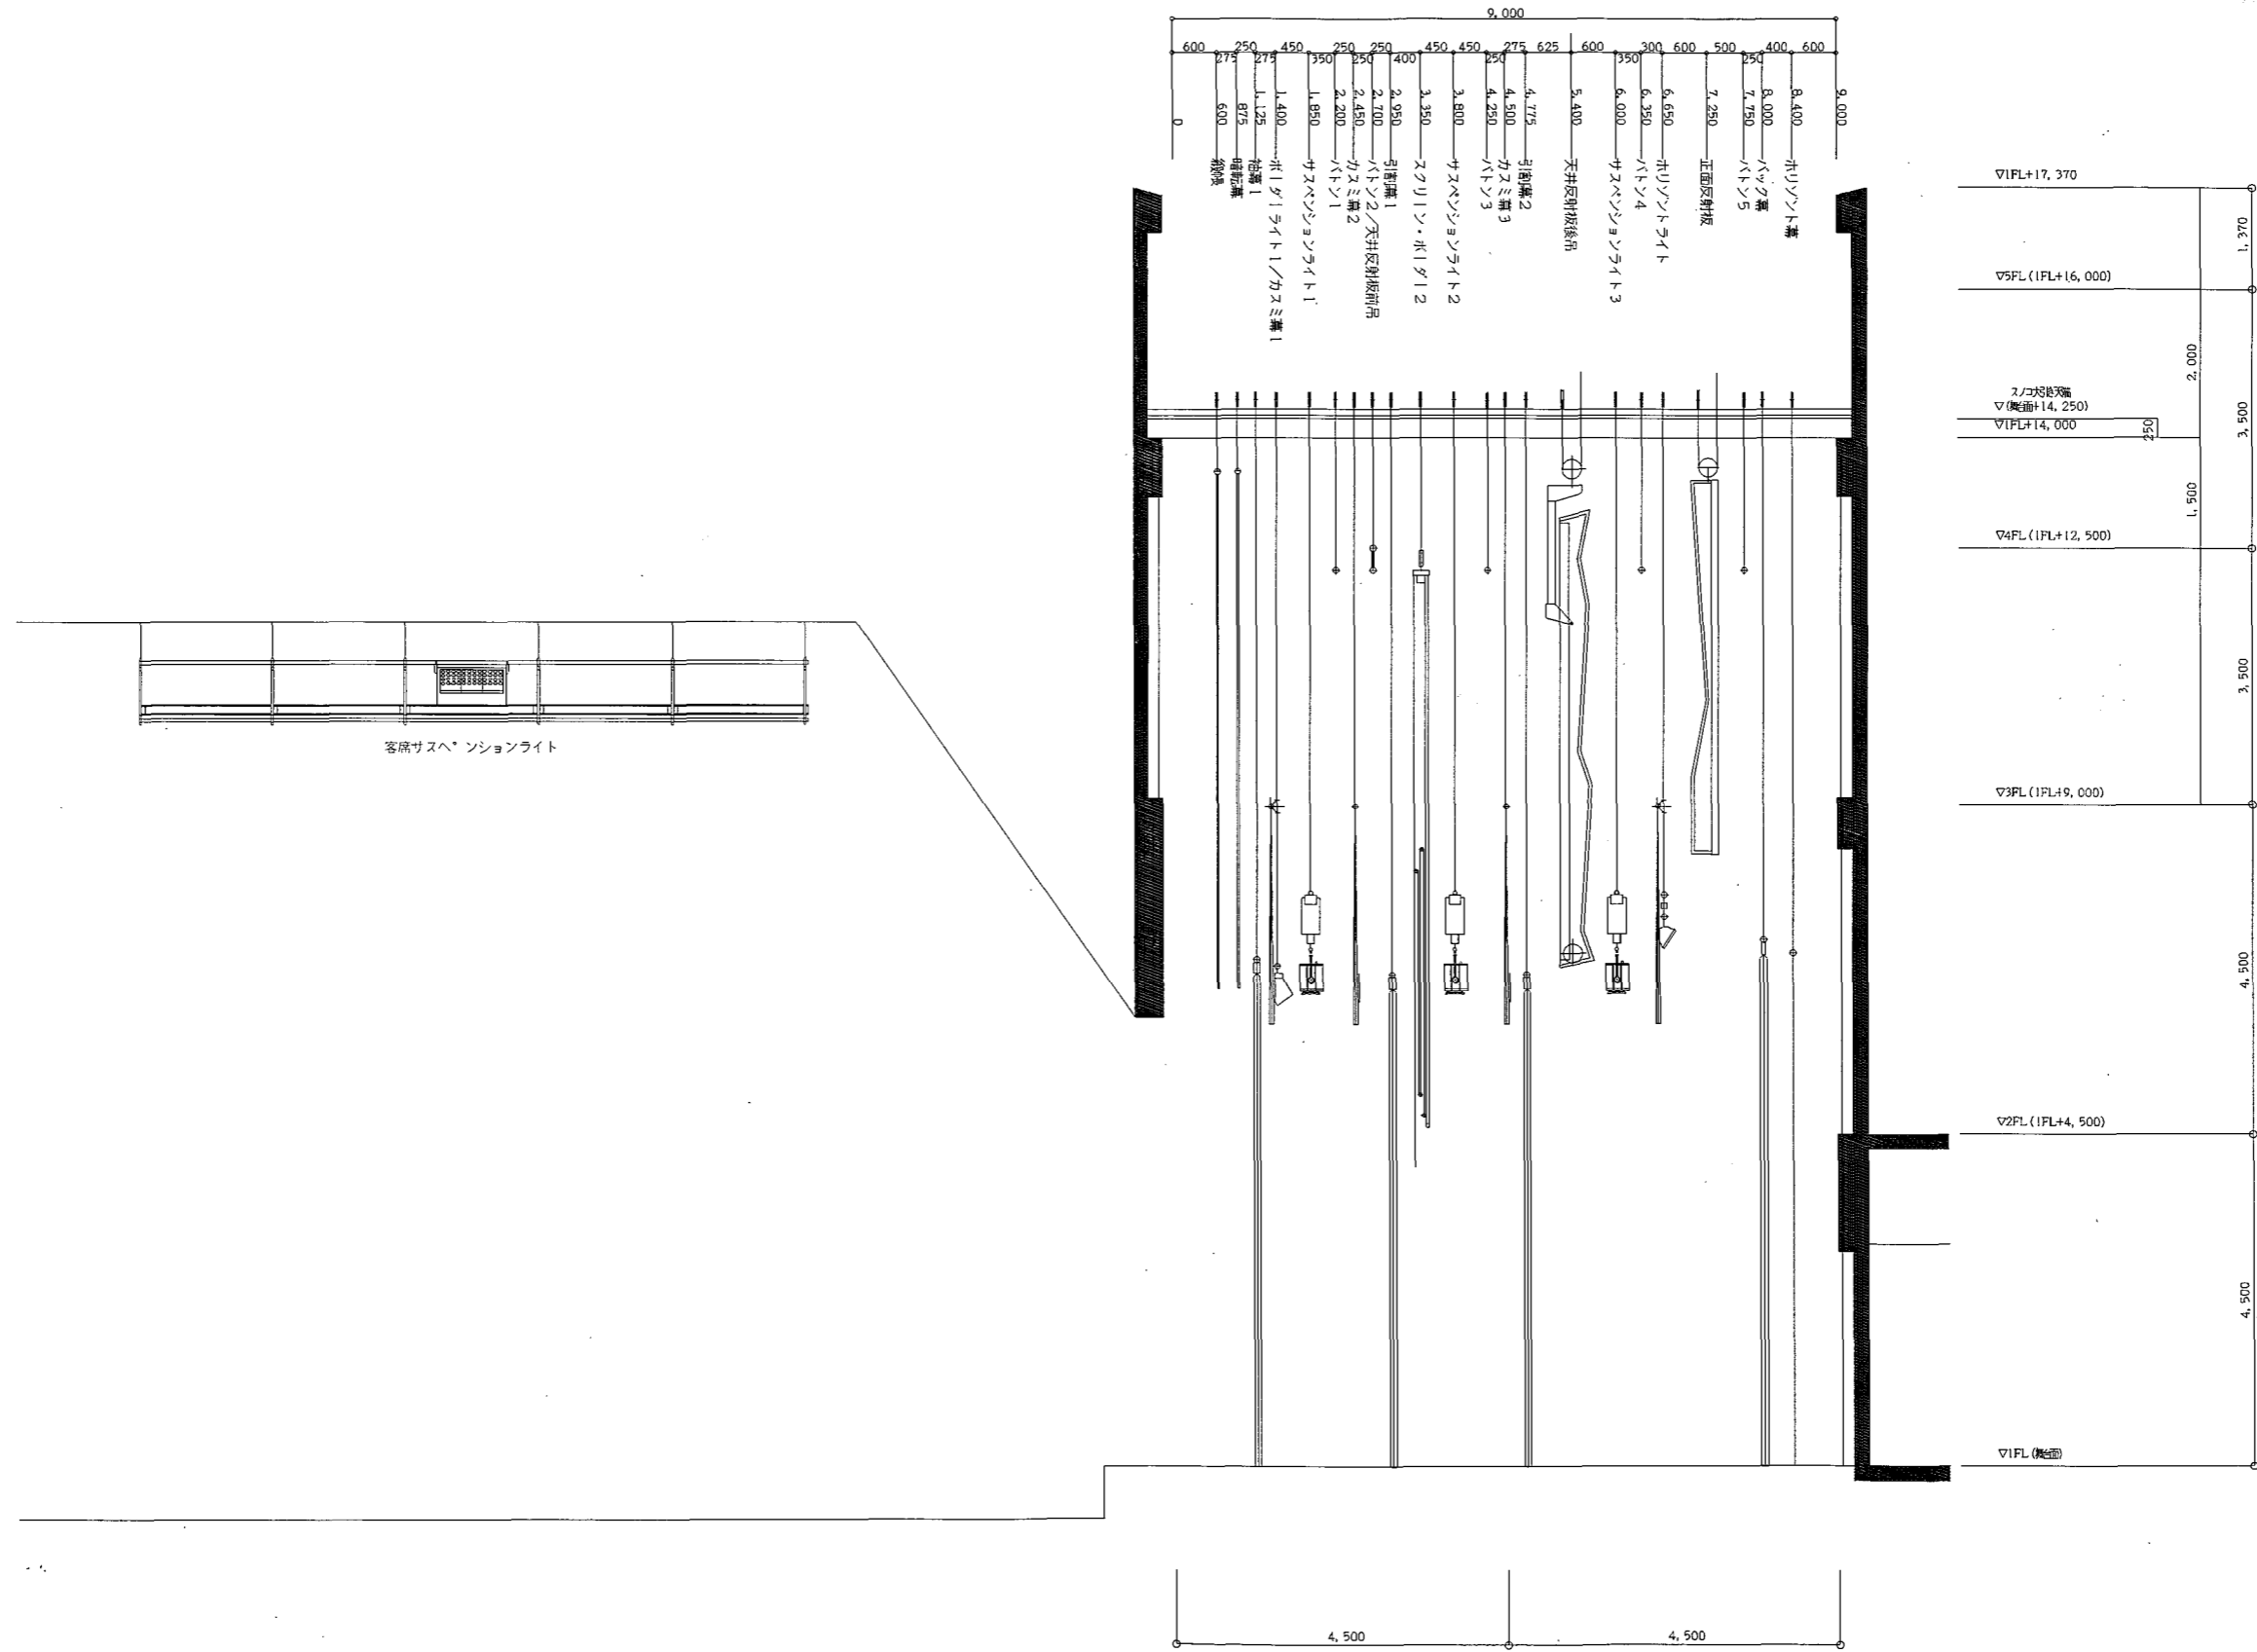 9,000
600 275 250 275 450 350 250 250 250 400 450 450 250 275 625 600 350 300 600 500 250 400 600
0
600 緞帳
875 暗転幕
1,125 袖幕1
1,400 ボーダーライト1／カスミ幕1
1,850 サスペンションライト1
2,200 バトン1
2,450 カスミ幕2
2,700 バトン2／天井反射板前吊
2,950 引割幕1
3,350 スクリーン・ボーダー2
3,800 サスペンションライト2
4,250 バトン3
4,500 カスミ幕3
4,775 引割幕2
5,400 天井反射板後吊
6,000 サスペンションライト3
6,350 バトン4
6,650 ホリゾントライト
7,250 正面反射板
7,750 バトン5
8,000 バック幕
8,400 ホリゾント幕
9,000
▽1FL+17,370
1,370
▽5FL(1FL+16,000)
2,000
▽(舞台面+14,250)
▽1FL+14,000
250
3,500
1,500
▽4FL(1FL+12,500)
3,500
客席サスペンションライト
▽3FL(1FL+9,000)
4,500
▽2FL(1FL+4,500)
4,500
▽1FL(舞台面)
4,500
4,500